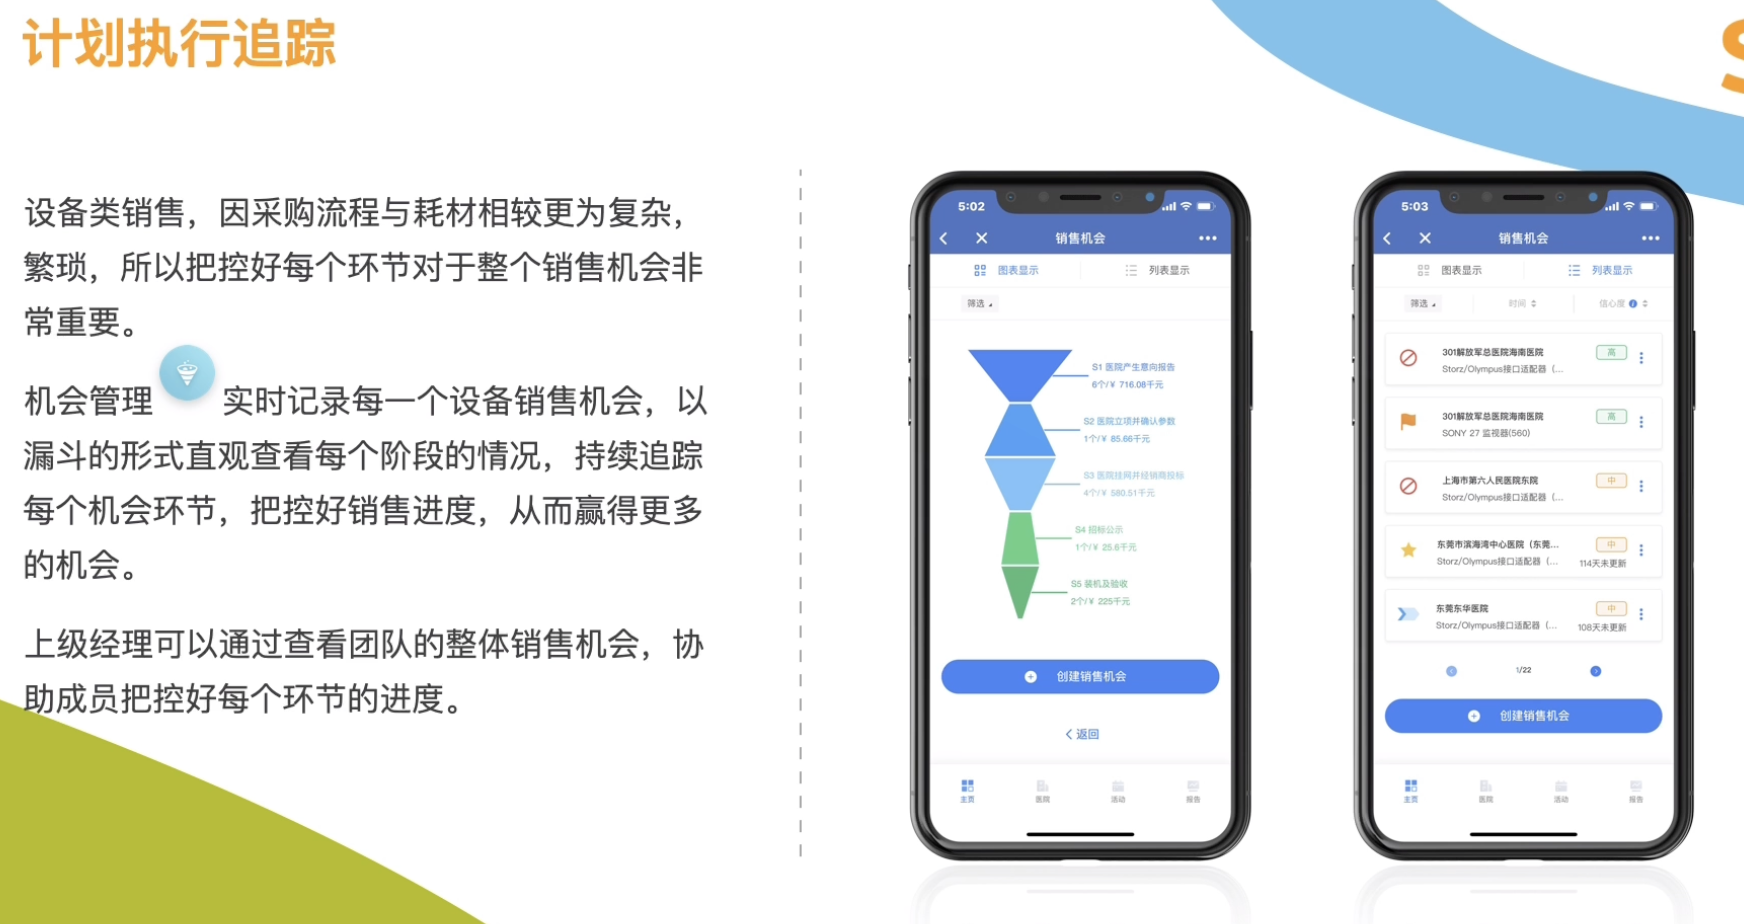 计划执行追踪
S
设备类销售，因采购流程与耗材相较更为复杂，
繁琐，所以把控好每个环节对于整个销售机会非
常重要。
机会管理 实时记录每一个设备销售机会，以
漏斗的形式直观查看每个阶段的情况，持续追踪
每个机会环节，把控好销售进度，从而赢得更多
的机会。
上级经理可以通过查看团队的整体销售机会，协
助成员把控好每个环节的进度。
5:02
销售机会
图表显示 列表显示
筛选
S1 医院产生意向报告
6个/¥ 716.08千元
S2 医院立项并确认参数
1个/¥ 85.66千元
S3 医院挂网并经销商投标
4个/¥ 580.51千元
S4 招标公示
1个/¥ 25.6千元
S5 装机及验收
2个/¥ 225千元
创建销售机会
返回
主页 医院 活动 报告
5:03
销售机会
图表显示 列表显示
筛选 时间 信心度
301解放军总医院海南医院 高
Storz/Olympus接口适配器（...
301解放军总医院海南医院 高
SONY 27 监视器(560)
上海市第六人民医院东院 中
Storz/Olympus接口适配器（...
东莞市滨海湾中心医院（东莞... 中
Storz/Olympus接口适配器（... 114天未更新
东莞东华医院 中
Storz/Olympus接口适配器（... 108天未更新
1/22
创建销售机会
主页 医院 活动 报告